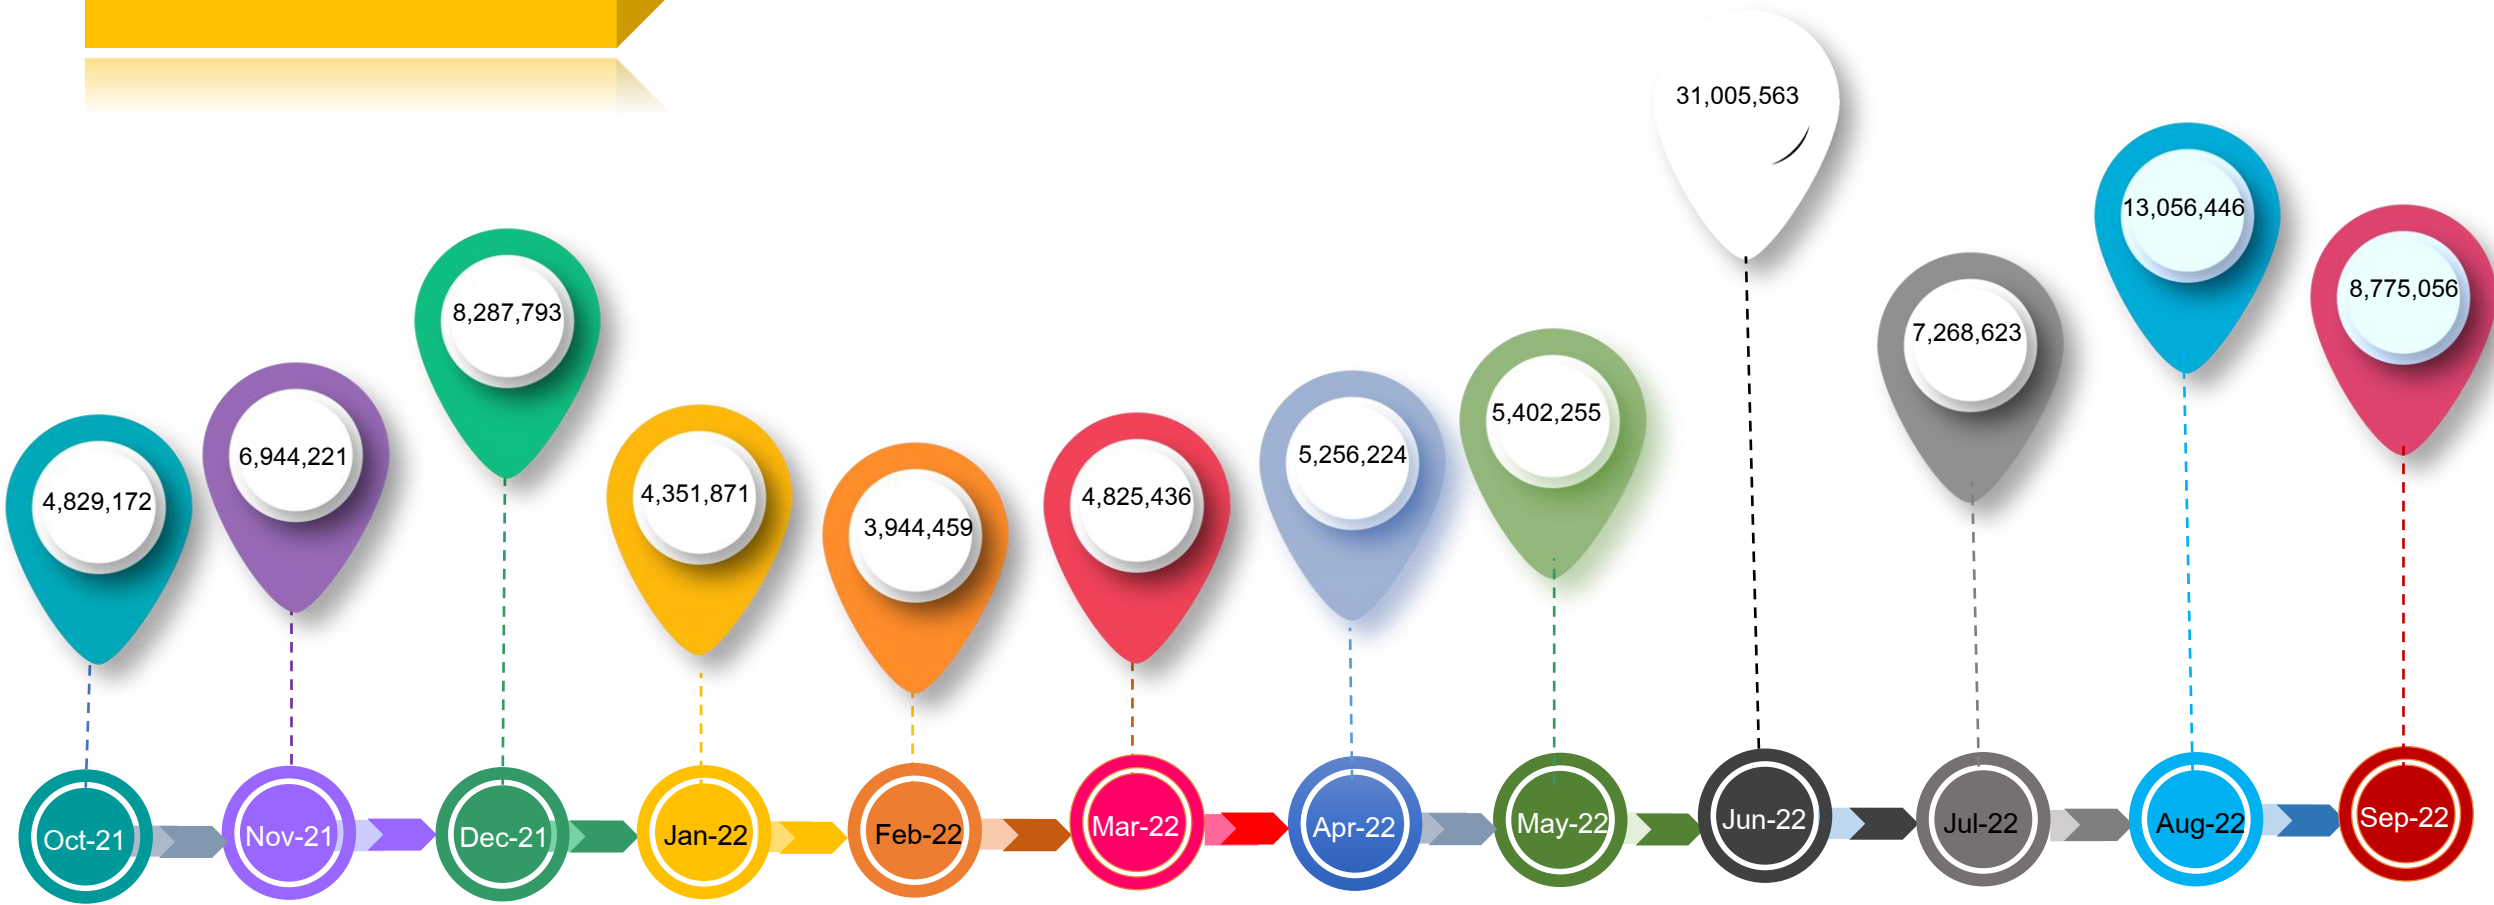 4,829,172
6,944,221
8,287,793
4,351,871
3,944,459
4,825,436
5,256,224
5,402,255
31,005,563
7,268,623
13,056,446
8,775,056
Oct-21
Nov-21
Dec-21
Jan-22
Feb-22
Mar-22
Apr-22
May-22
Jun-22
Jul-22
Aug-22
Sep-22